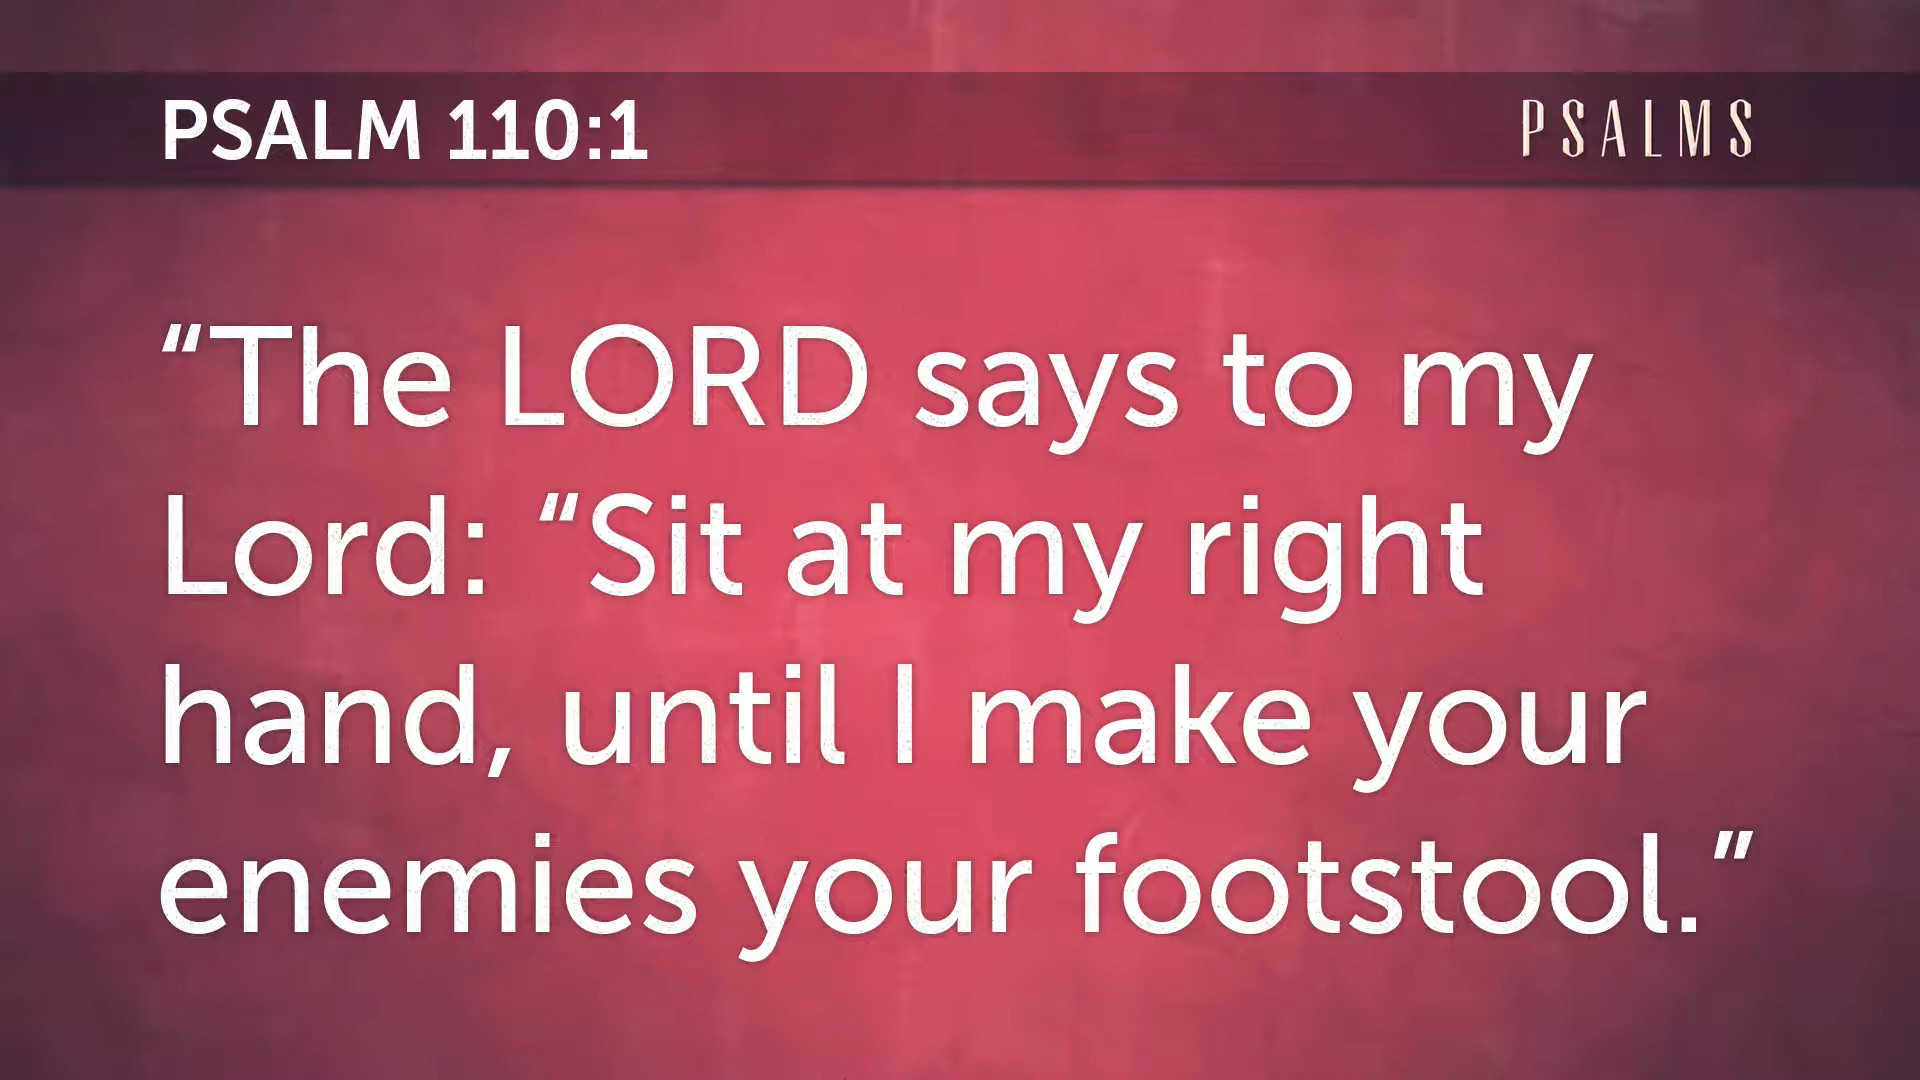 PSALM 110:1
PSALMS
“The LORD says to my
Lord: “Sit at my right
hand, until I make your
enemies your footstool.”